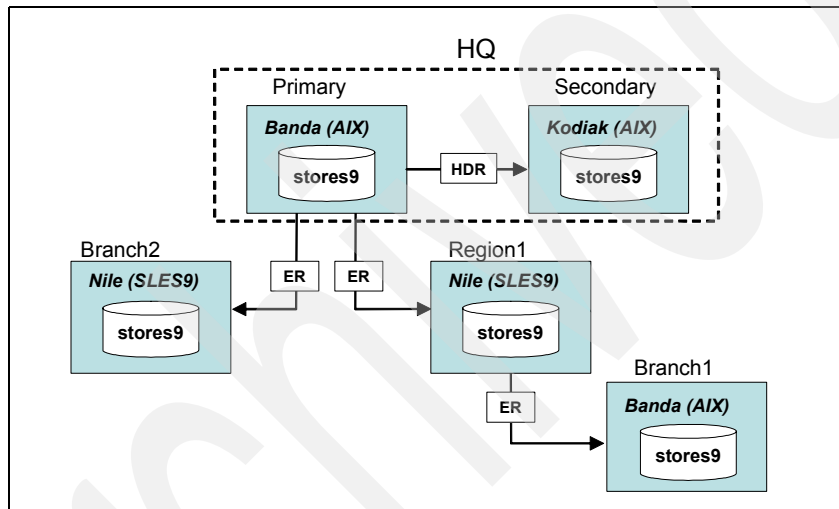 HQ
Primary
Secondary
Banda (AIX)
stores9
HDR
Kodiak (AIX)
stores9
Branch2
Region1
ER
ER
Nile (SLES9)
stores9
Nile (SLES9)
stores9
Branch1
ER
Banda (AIX)
stores9